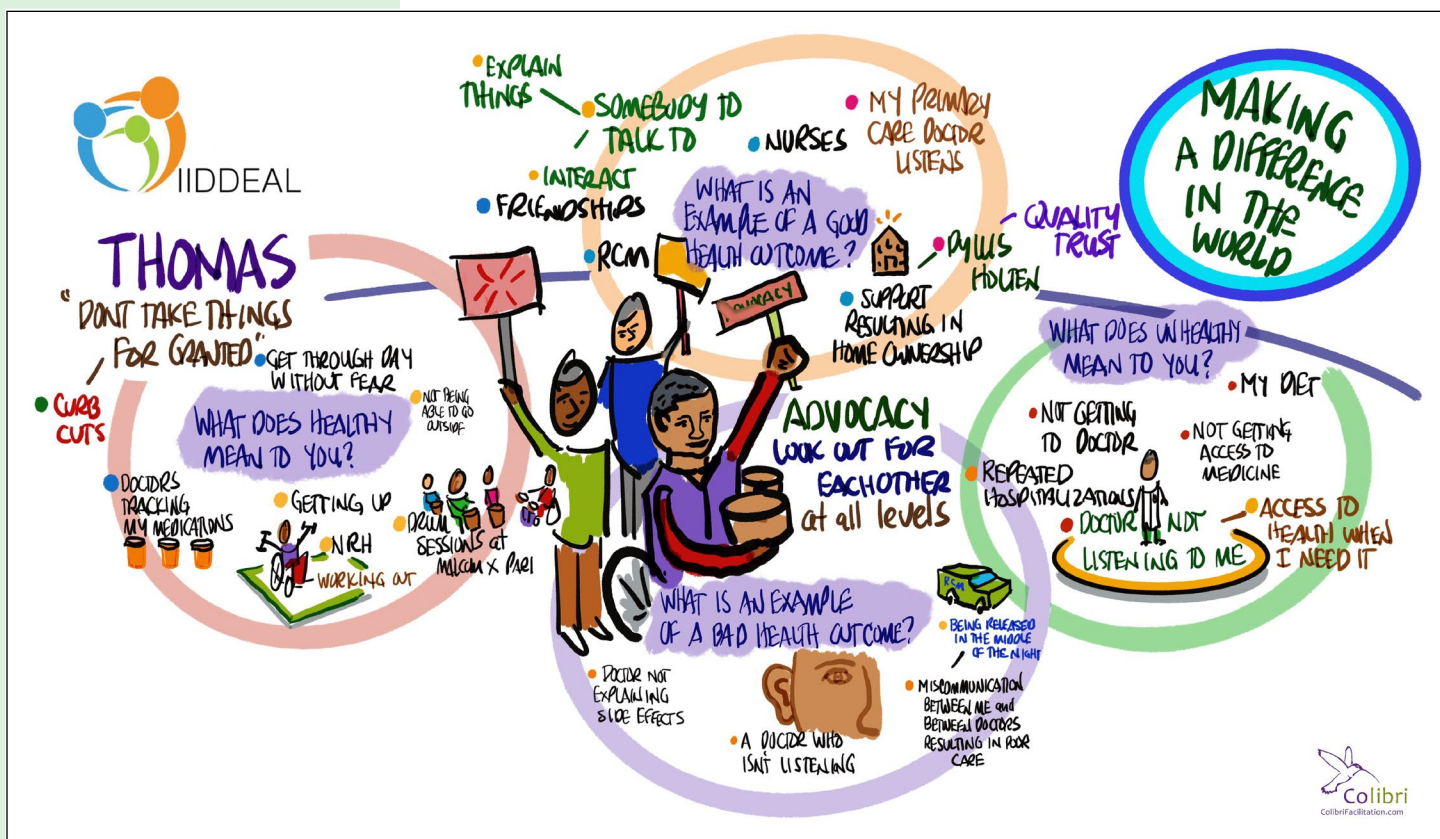 IIDDEAL
THOMAS
"DONT TAKE THINGS
FOR GRANTED"
CURB
CUTS
GET THROUGH DAY
WITHOUT FEAR
NOT BEING
ABLE TO GO
OUTSIDE
WHAT DOES HEALTHY
MEAN TO YOU?
DOCTORS
TRACKING
MY MEDICATIONS
GETTING UP
NRH
WORKING OUT
DRUM
SESSIONS at
MALCOM X PARI
EXPLAIN
THINGS
SOMEBODY TO
TALK TO
INTERACT
FRIENDSHIPS
RCM
NURSES
MY PRIMARY
CARE DOCTOR
LISTENS
WHAT IS AN
EXAMPLE OF A GOOD
HEALTH OUTCOME?
PYLLIS
HOLTEN
QUALITY
TRUST
SUPPORT
RESULTING IN
HOME OWNERSHIP
MAKING
A DIFFERENCE
IN THE
WORLD
ADVOCACY
LOOK OUT FOR
EACHOTHER
at all levels
WHAT DOES UNHEALTHY
MEAN TO YOU?
MY DIET
NOT GETTING
TO DOCTOR
NOT GETTING
ACCESS TO
MEDICINE
REPEATED
HOSPITALIZATIONS
DOCTOR NOT
LISTENING TO ME
ACCESS TO
HEALTH WHEN
I NEED IT
WHAT IS AN EXAMPLE
OF A BAD HEALTH OUTCOME?
RCM
BEING RELEASED
IN THE MIDDLE
OF THE NIGHT
DOCTOR NOT
EXPLAINING
SIDE EFFECTS
A DOCTOR WHO
ISN'T LISTENING
MISCOMMUNICATION
BETWEEN ME and
BETWEEN DOCTORS
RESULTING IN POOR
CARE
Colibri
ColibriFacilitation.com